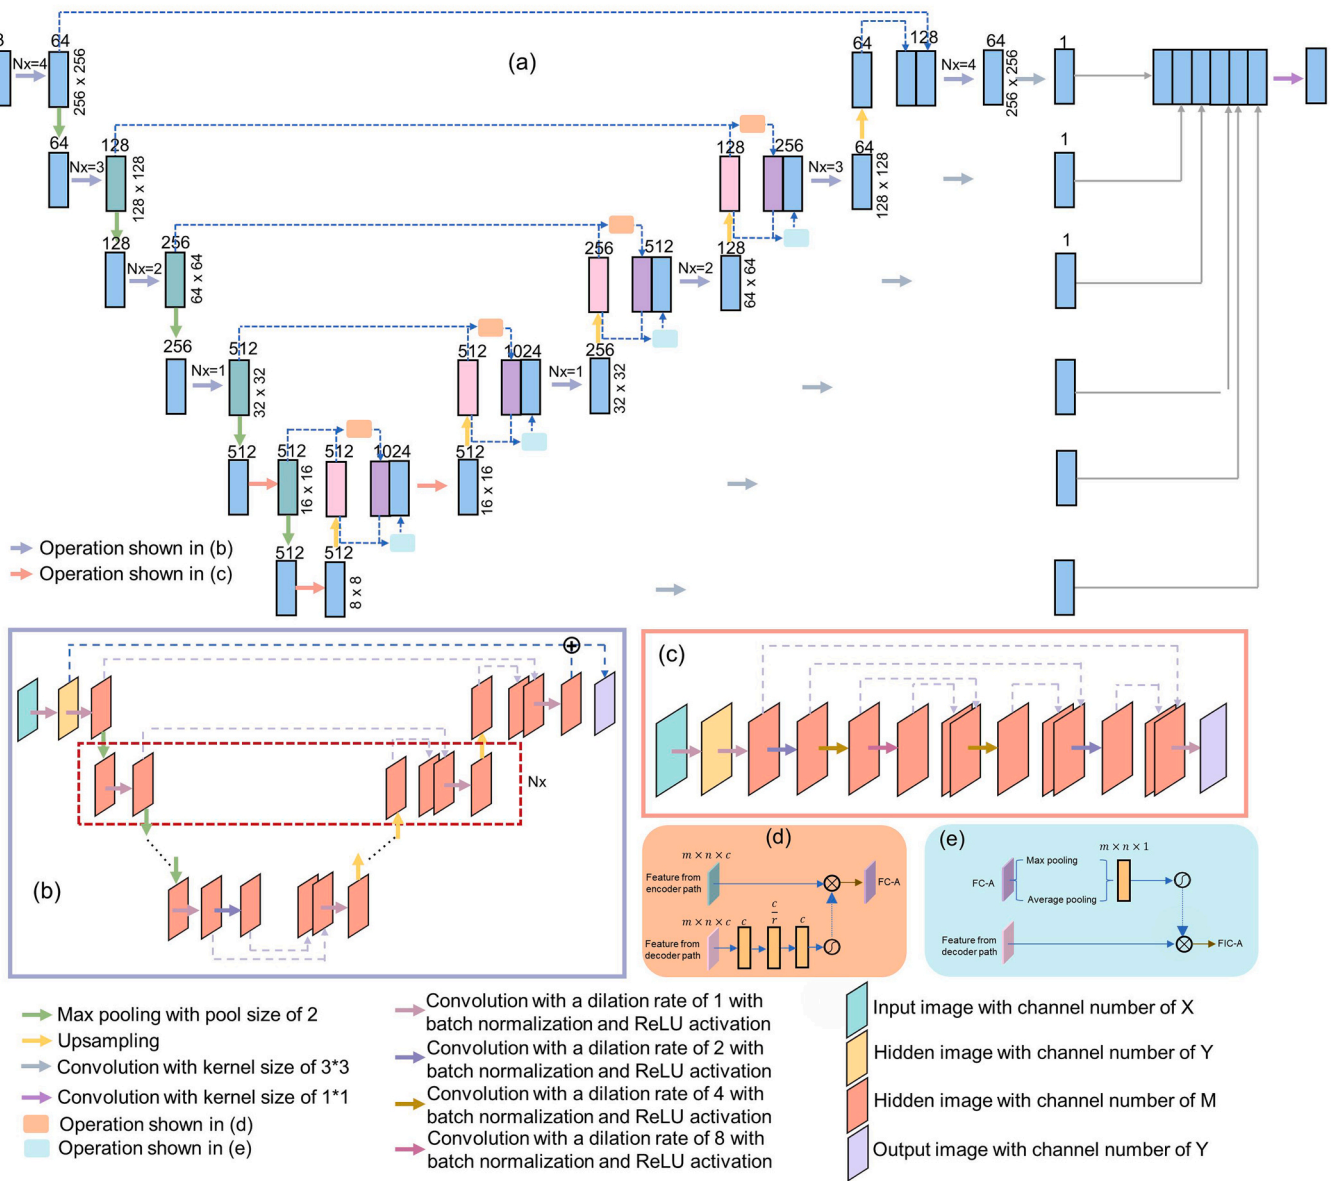 3
64
Nx=4
256 x 256
(a)
64
128
Nx=4
64
256 x 256
1
64
Nx=3
128
128 x 128
128
256
Nx=3
64
128 x 128
1
128
Nx=2
256
64 x 64
256
512
Nx=2
128
64 x 64
1
256
Nx=1
512
32 x 32
512
1024
Nx=1
256
32 x 32
512
512
16 x 16
512
1024
512
16 x 16
512
512
8 x 8
Operation shown in (b)
Operation shown in (c)
Nx
(b)
(c)
(d)
m × n × c
Feature from
encoder path
FC-A
m × n × c
c
c
r
c
Feature from
decoder path
(e)
m × n × 1
Max pooling
FC-A
Average pooling
Feature from
decoder path
FIC-A
Max pooling with pool size of 2
Upsampling
Convolution with kernel size of 3*3
Convolution with kernel size of 1*1
Operation shown in (d)
Operation shown in (e)
Convolution with a dilation rate of 1 with
batch normalization and ReLU activation
Convolution with a dilation rate of 2 with
batch normalization and ReLU activation
Convolution with a dilation rate of 4 with
batch normalization and ReLU activation
Convolution with a dilation rate of 8 with
batch normalization and ReLU activation
Input image with channel number of X
Hidden image with channel number of Y
Hidden image with channel number of M
Output image with channel number of Y